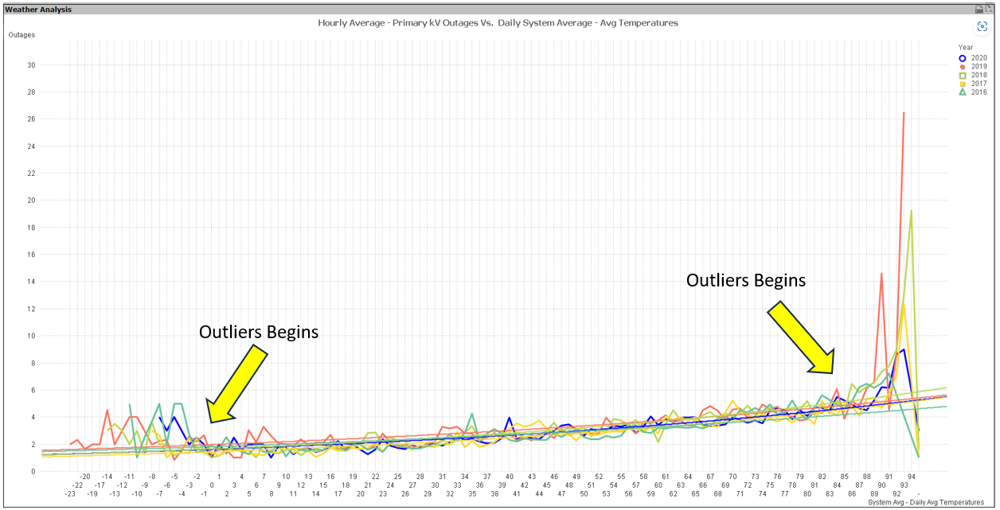 Weather Analysis
Hourly Average - Primary kV Outages Vs. Daily System Average - Avg Temperatures
Outages
Year
2020
2019
2018
2017
2016
30
28
26
24
22
20
18
16
14
12
10
8
6
4
2
0
Outliers Begins
Outliers Begins
-20 -14 -11 -8 -5 -2 1 4 7 10 13 16 19 22 25 28 31 34 37 40 43 46 49 52 55 58 61 64 67 70 73 76 79 82 85 88 91 94
-22 -17 -12 -9 -6 -3 0 3 6 9 12 15 18 21 24 27 30 33 36 39 42 45 48 51 54 57 60 63 66 69 72 75 78 81 84 87 90 93
-23 -19 -13 -10 -7 -4 -1 2 5 8 11 14 17 20 23 26 29 32 35 38 41 44 47 50 53 56 59 62 65 68 71 74 77 80 83 86 89 92 -
System Avg - Daily Avg Temperatures